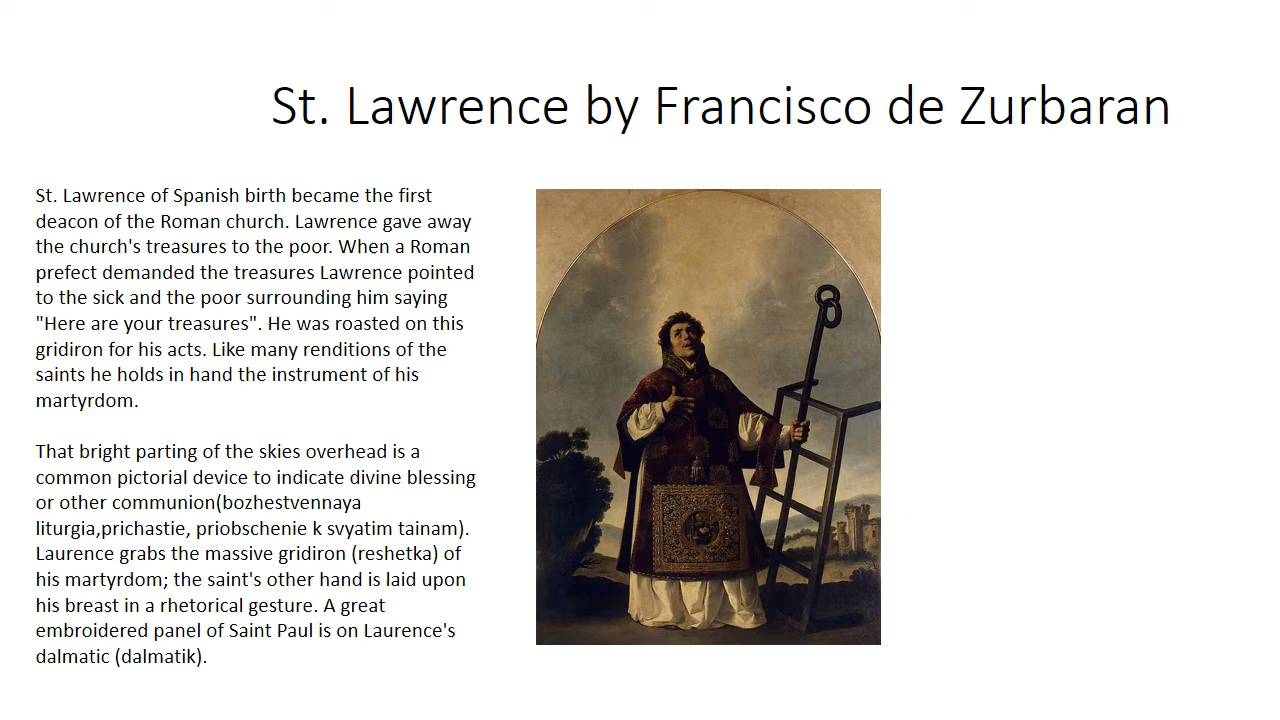 St. Lawrence by Francisco de Zurbaran
St. Lawrence of Spanish birth became the first
deacon of the Roman church. Lawrence gave away
the church's treasures to the poor. When a Roman
prefect demanded the treasures Lawrence pointed
to the sick and the poor surrounding him saying
"Here are your treasures". He was roasted on this
gridiron for his acts. Like many renditions of the
saints he holds in hand the instrument of his
martyrdom.
That bright parting of the skies overhead is a
common pictorial device to indicate divine blessing
or other communion(bozhestvennaya
liturgia,prichastie, priobschenie k svyatim tainam).
Laurence grabs the massive gridiron (reshetka) of
his martyrdom; the saint's other hand is laid upon
his breast in a rhetorical gesture. A great
embroidered panel of Saint Paul is on Laurence's
dalmatic (dalmatik).